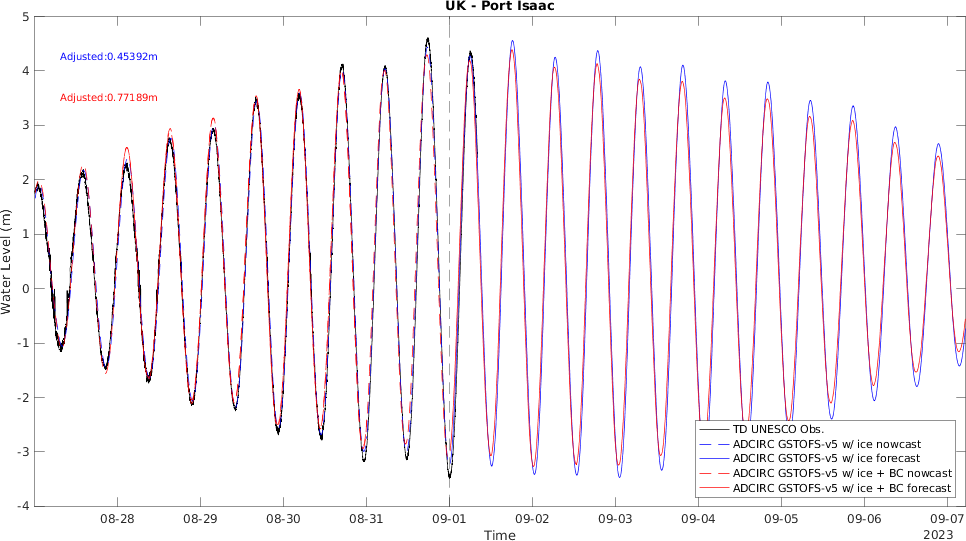 UK - Port Isaac
Adjusted:0.45392m
Adjusted:0.77189m
Water Level (m)
5
4
3
2
1
0
-1
-2
-3
-4
TD UNESCO Obs.
ADCIRC GSTOFS-v5 w/ ice nowcast
ADCIRC GSTOFS-v5 w/ ice forecast
ADCIRC GSTOFS-v5 w/ ice + BC nowcast
ADCIRC GSTOFS-v5 w/ ice + BC forecast
08-28 08-29 08-30 08-31 09-01 09-02 09-03 09-04 09-05 09-06 09-07
2023
Time